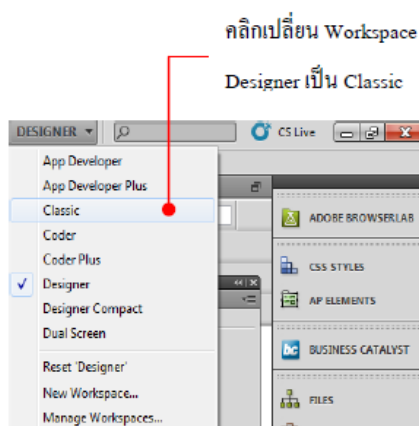 คลิกเปลี่ยน Workspace
Designer เป็น Classic
DESIGNER
CS Live
App Developer
App Developer Plus
Classic
Coder
Coder Plus
Designer
Designer Compact
Dual Screen
Reset 'Designer'
New Workspace...
Manage Workspaces...
ADOBE BROWSERLAB
CSS STYLES
AP ELEMENTS
BC BUSINESS CATALYST
FILES